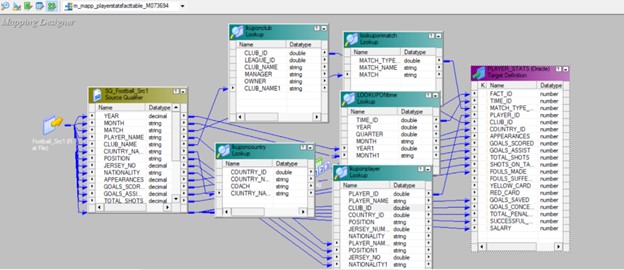 m_mapp_playerstatefacttable_M073694
Mapping Designer
lkuponclub
Lookup
Name Datatype
CLUB_ID double
LEAGUE_ID double
CLUB_NAME string
MANAGER string
OWNER string
CLUB_NAME1 string
lookuponmatch
Lookup
Name Datatype
MATCH_TYPE... double
MATCH_NAME string
MATCH string
PLAYER_STATS (Oracle)
Target Definition
K Name Datatype
FACT_ID number
TIME_ID number
MATCH_TYPE_... number
PLAYER_ID number
CLUB_ID number
COUNTRY_ID number
APPEARANCES number
GOALS_SCORED number
GOALS_ASSIST number
TOTAL_SHOTS number
SHOTS_ON_TA... number
FOULS_MADE number
FOULS_SUFFE... number
YELLOW_CARD number
RED_CARD number
GOALS_SAVED number
GOALS_CONCE... number
TOTAL_PENAL... number
SUCCESSFUL_... number
SALARY number
SQ_Football_Src1
Source Qualifier
Name Datatype
YEAR decimal
MONTH string
MATCH string
PLAYER_NAME string
CLUB_NAME string
POSITION string
JERSEY_NO decimal
NATIONALITY string
APPEARANCES decimal
GOALS_SCOR... decimal
GOALS_ASSI... decimal
TOTAL_SHOTS decimal
Football_Src1 (Fl
at File)
LOOKUPONtime
Lookup
Name Datatype
TIME_ID double
YEAR double
QUARTER double
MONTH string
YEAR1 double
MONTH1 string
lkuponcountry
Lookup
Name Datatype
COUNTRY_ID double
COUNTRY_N... string
COACH string
COUNTRY_NA... string
lkuponplayer
Lookup
Name Datatype
PLAYER_ID double
PLAYER_NAME string
CLUB_ID double
COUNTRY_ID double
POSITION string
JERSEY_NUM... double
NATIONALITY string
PLAYER_NAM... string
POSITION1 string
JERSEY_NO double
NATIONALITY1 string